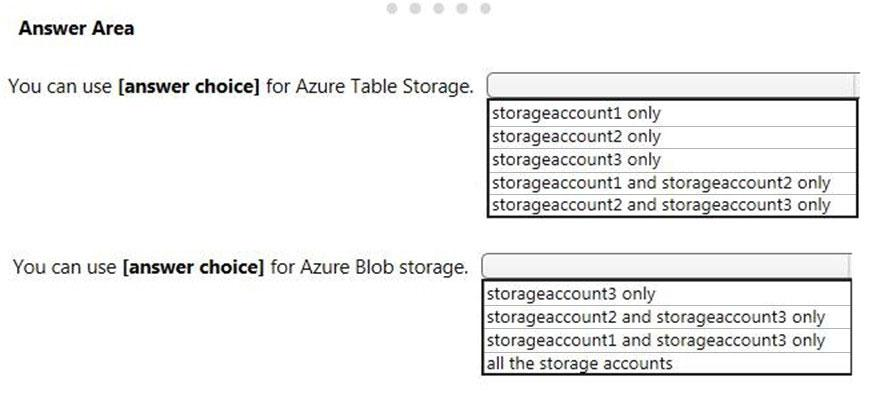 Answer Area
You can use [answer choice] for Azure Table Storage.
storageaccount1 only
storageaccount2 only
storageaccount3 only
storageaccount1 and storageaccount2 only
storageaccount2 and storageaccount3 only
You can use [answer choice] for Azure Blob storage.
storageaccount3 only
storageaccount2 and storageaccount3 only
storageaccount1 and storageaccount3 only
all the storage accounts